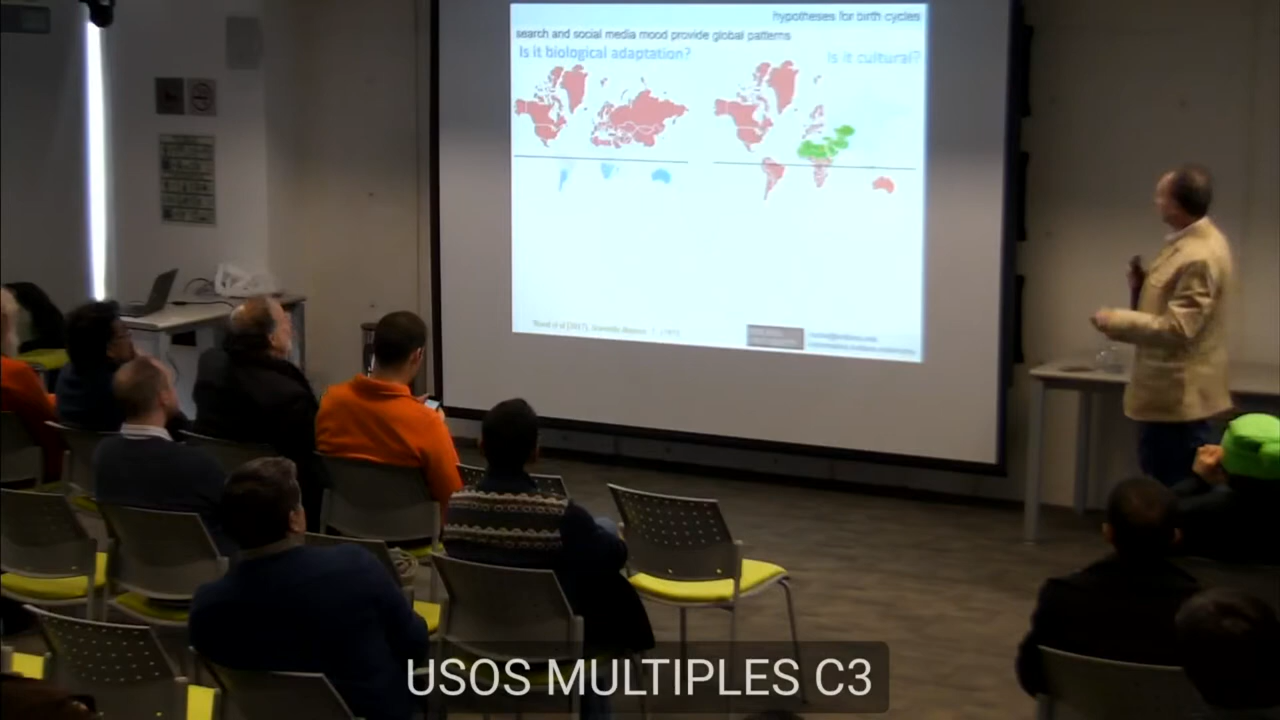 hypotheses for birth cycles
search and social media mood provide global patterns
Is it biological adaptation?
Is it cultural?
USOS MULTIPLES C3